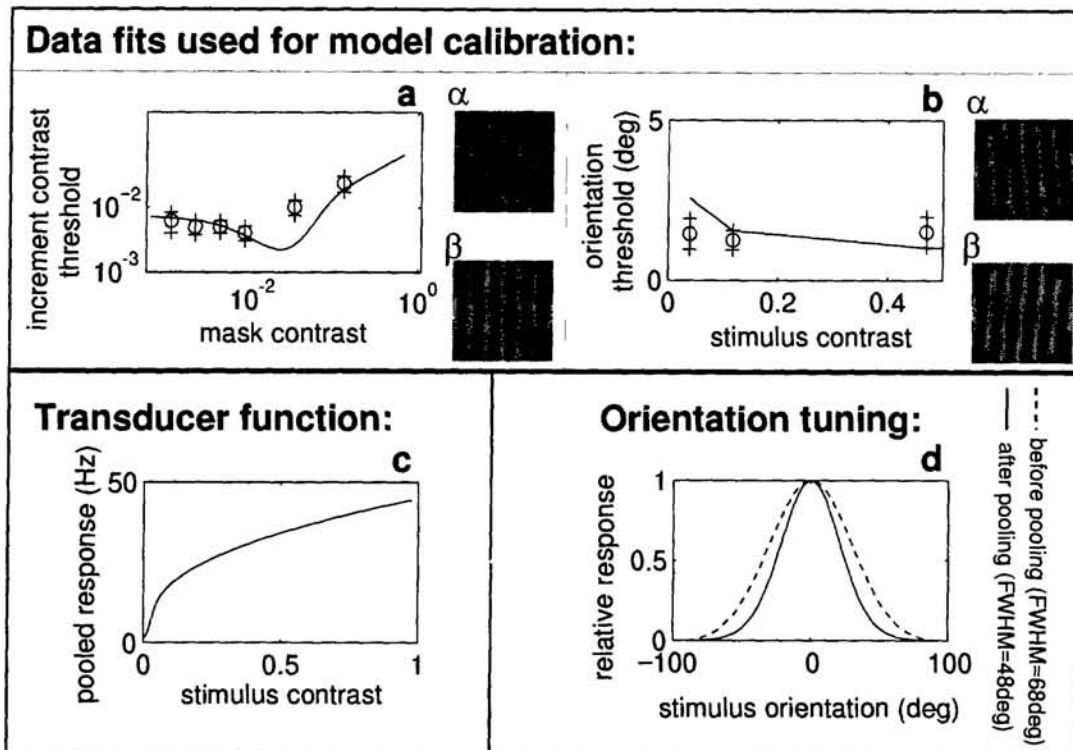 Data fits used for model calibration:
a
α
increment contrast
threshold
10⁻²
10⁻³
10⁻²
10⁰
mask contrast
β
b
α
orientation
threshold (deg)
5
0
0
0.2
0.4
stimulus contrast
β
Transducer function:
c
pooled response (Hz)
50
0
0
0.5
1
stimulus contrast
Orientation tuning:
d
relative response
1
0.5
0
−100
0
100
stimulus orientation (deg)
before pooling (FWHM=68deg)
after pooling (FWHM=48deg)